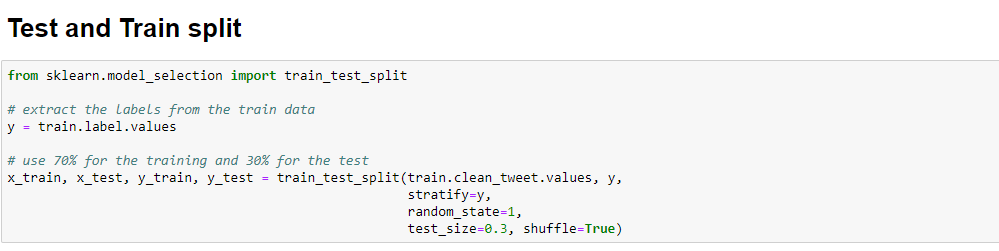 Test and Train split
from sklearn.model_selection import train_test_split
# extract the labels from the train data
y = train.label.values
# use 70% for the training and 30% for the test
x_train, x_test, y_train, y_test = train_test_split(train.clean_tweet.values, y,
stratify=y,
random_state=1,
test_size=0.3, shuffle=True)